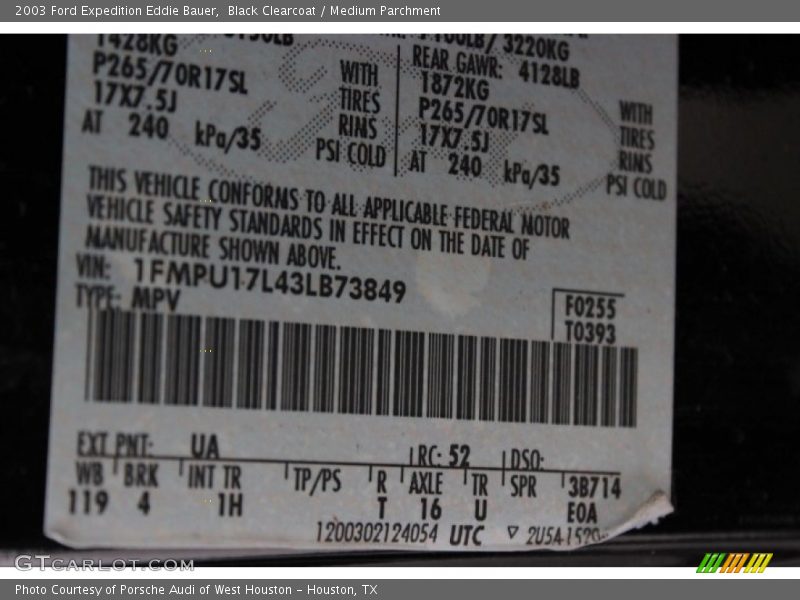 2003 Ford Expedition Eddie Bauer,  Black Clearcoat / Medium Parchment
1428KG
P265/70R17SL
17X7.5J
AT 240 kPa/35
WITH
TIRES
RIMS
PSI COLD
3220KG
REAR GAWR: 4128LB
1872KG
P265/70R17SL
17X7.5J
AT 240 kPa/35
WITH
TIRES
RIMS
PSI COLD
THIS VEHICLE CONFORMS TO ALL APPLICABLE FEDERAL MOTOR
VEHICLE SAFETY STANDARDS IN EFFECT ON THE DATE OF
MANUFACTURE SHOWN ABOVE.
VIN: 1FMPU17L43LB73849
TYPE: MPV
F0255
T0393
EXT PNT: UA
RC: 52 DSO:
WB BRK INT TR TP/PS R AXLE TR SPR 3B714
119 4 1H T 16 U EOA
1200302124054 UTC
GTCarLot.com
Photo Courtesy of Porsche Audi of West Houston - Houston, TX